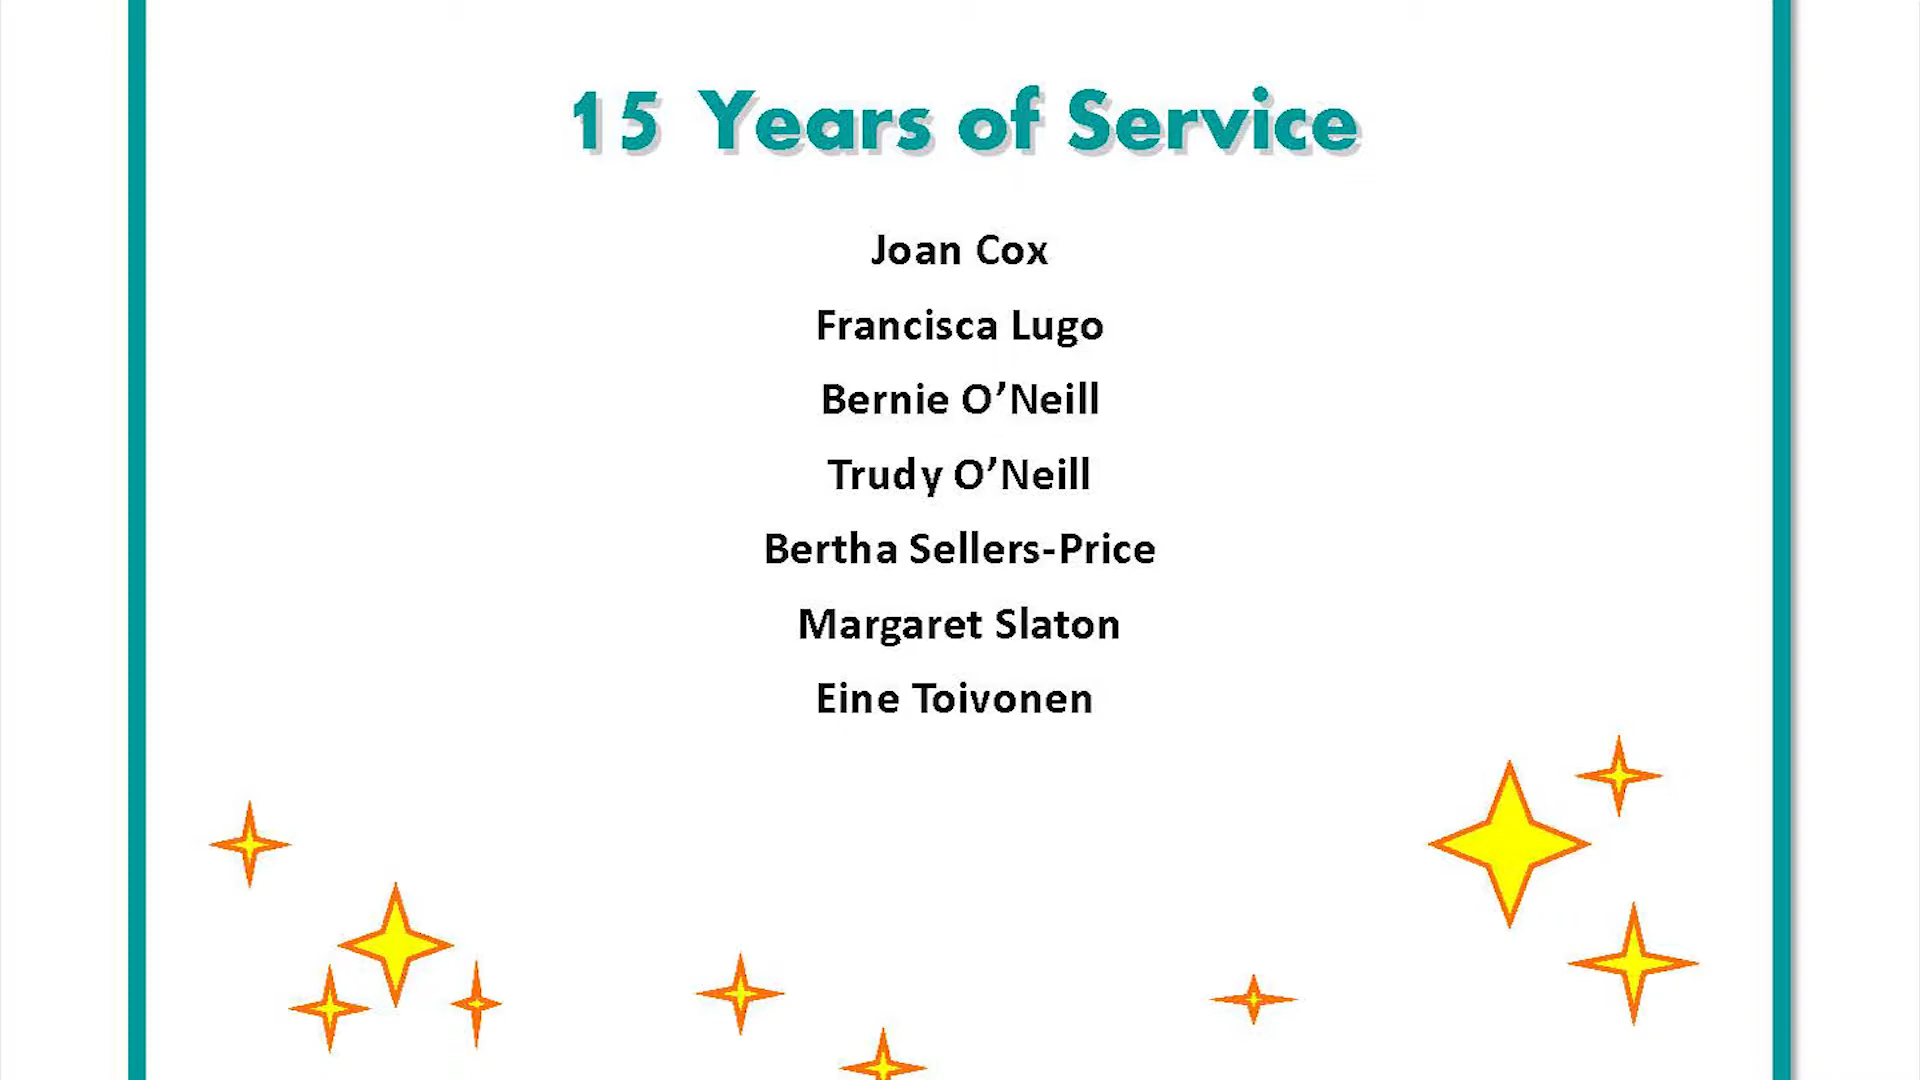 15 Years of Service
Joan Cox
Francisca Lugo
Bernie O’Neill
Trudy O’Neill
Bertha Sellers-Price
Margaret Slaton
Eine Toivonen